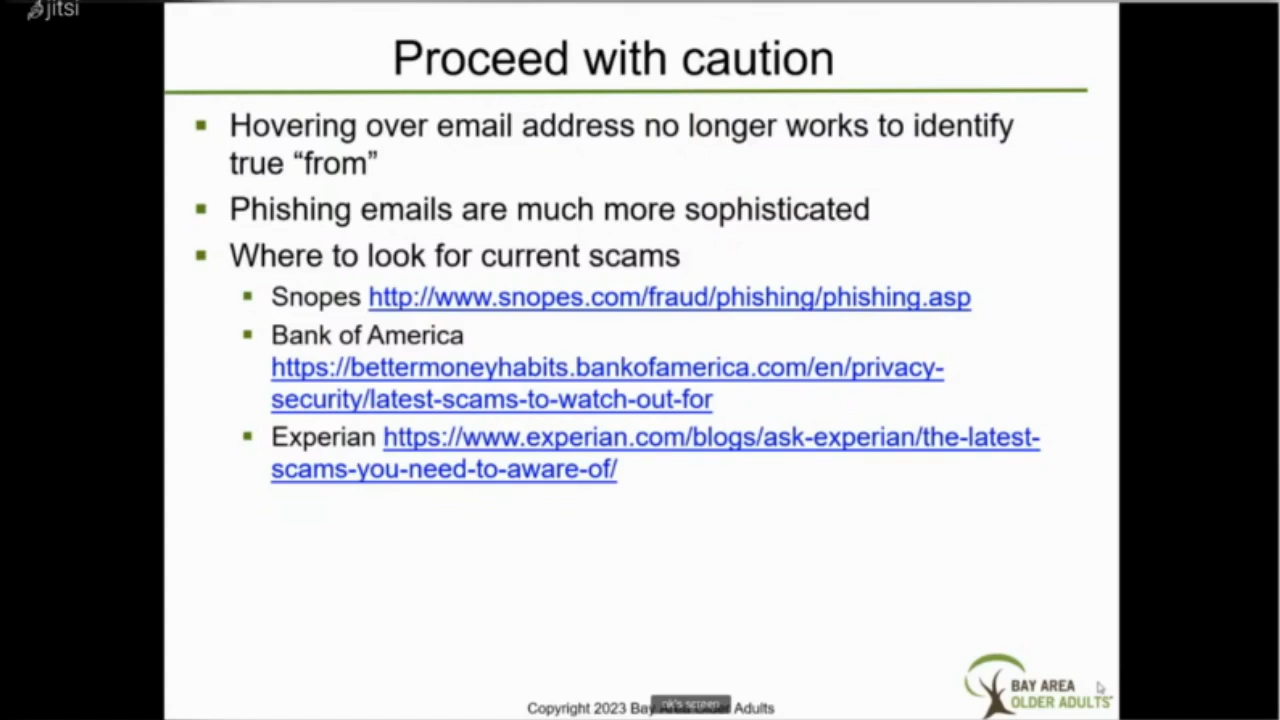 jitsi
Proceed with caution
Hovering over email address no longer works to identify
true “from”
Phishing emails are much more sophisticated
Where to look for current scams
Snopes http://www.snopes.com/fraud/phishing/phishing.asp
Bank of America
https://bettermoneyhabits.bankofamerica.com/en/privacy-
security/latest-scams-to-watch-out-for
Experian https://www.experian.com/blogs/ask-experian/the-latest-
scams-you-need-to-aware-of/
BAY AREA
OLDER ADULTS
Copyright 2023 Bay Area Older Adults
screen